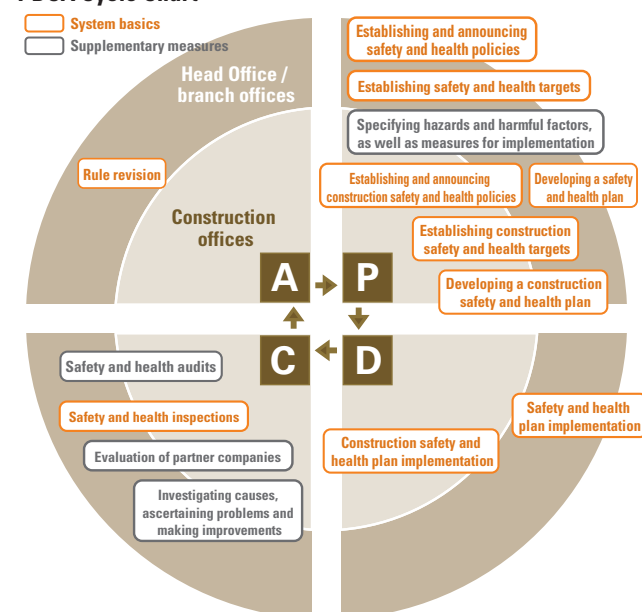 System basics
Supplementary measures
Head Office /
branch offices
Establishing and announcing
safety and health policies
Establishing safety and health targets
Specifying hazards and harmful factors,
as well as measures for implementation
Rule revision
Establishing and announcing
construction safety and health policies
Developing a safety
and health plan
Construction
offices
Establishing construction
safety and health targets
Developing a construction
safety and health plan
A
P
C
D
Safety and health audits
Safety and health inspections
Evaluation of partner companies
Investigating causes,
ascertaining problems and
making improvements
Construction safety and
health plan implementation
Safety and health
plan implementation